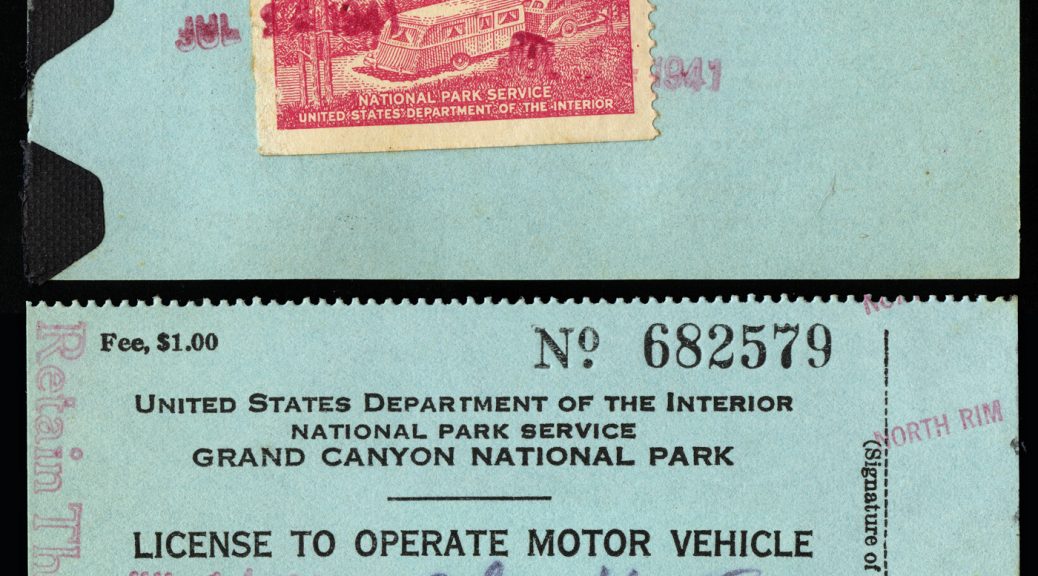 JUL
1941
NATIONAL PARK SERVICE
UNITED STATES DEPARTMENT OF THE INTERIOR
Retain Th
Fee, $1.00
Nº 682579
UNITED STATES DEPARTMENT OF THE INTERIOR
NATIONAL PARK SERVICE
GRAND CANYON NATIONAL PARK
LICENSE TO OPERATE MOTOR VEHICLE
NORTH RIM
(Signature of